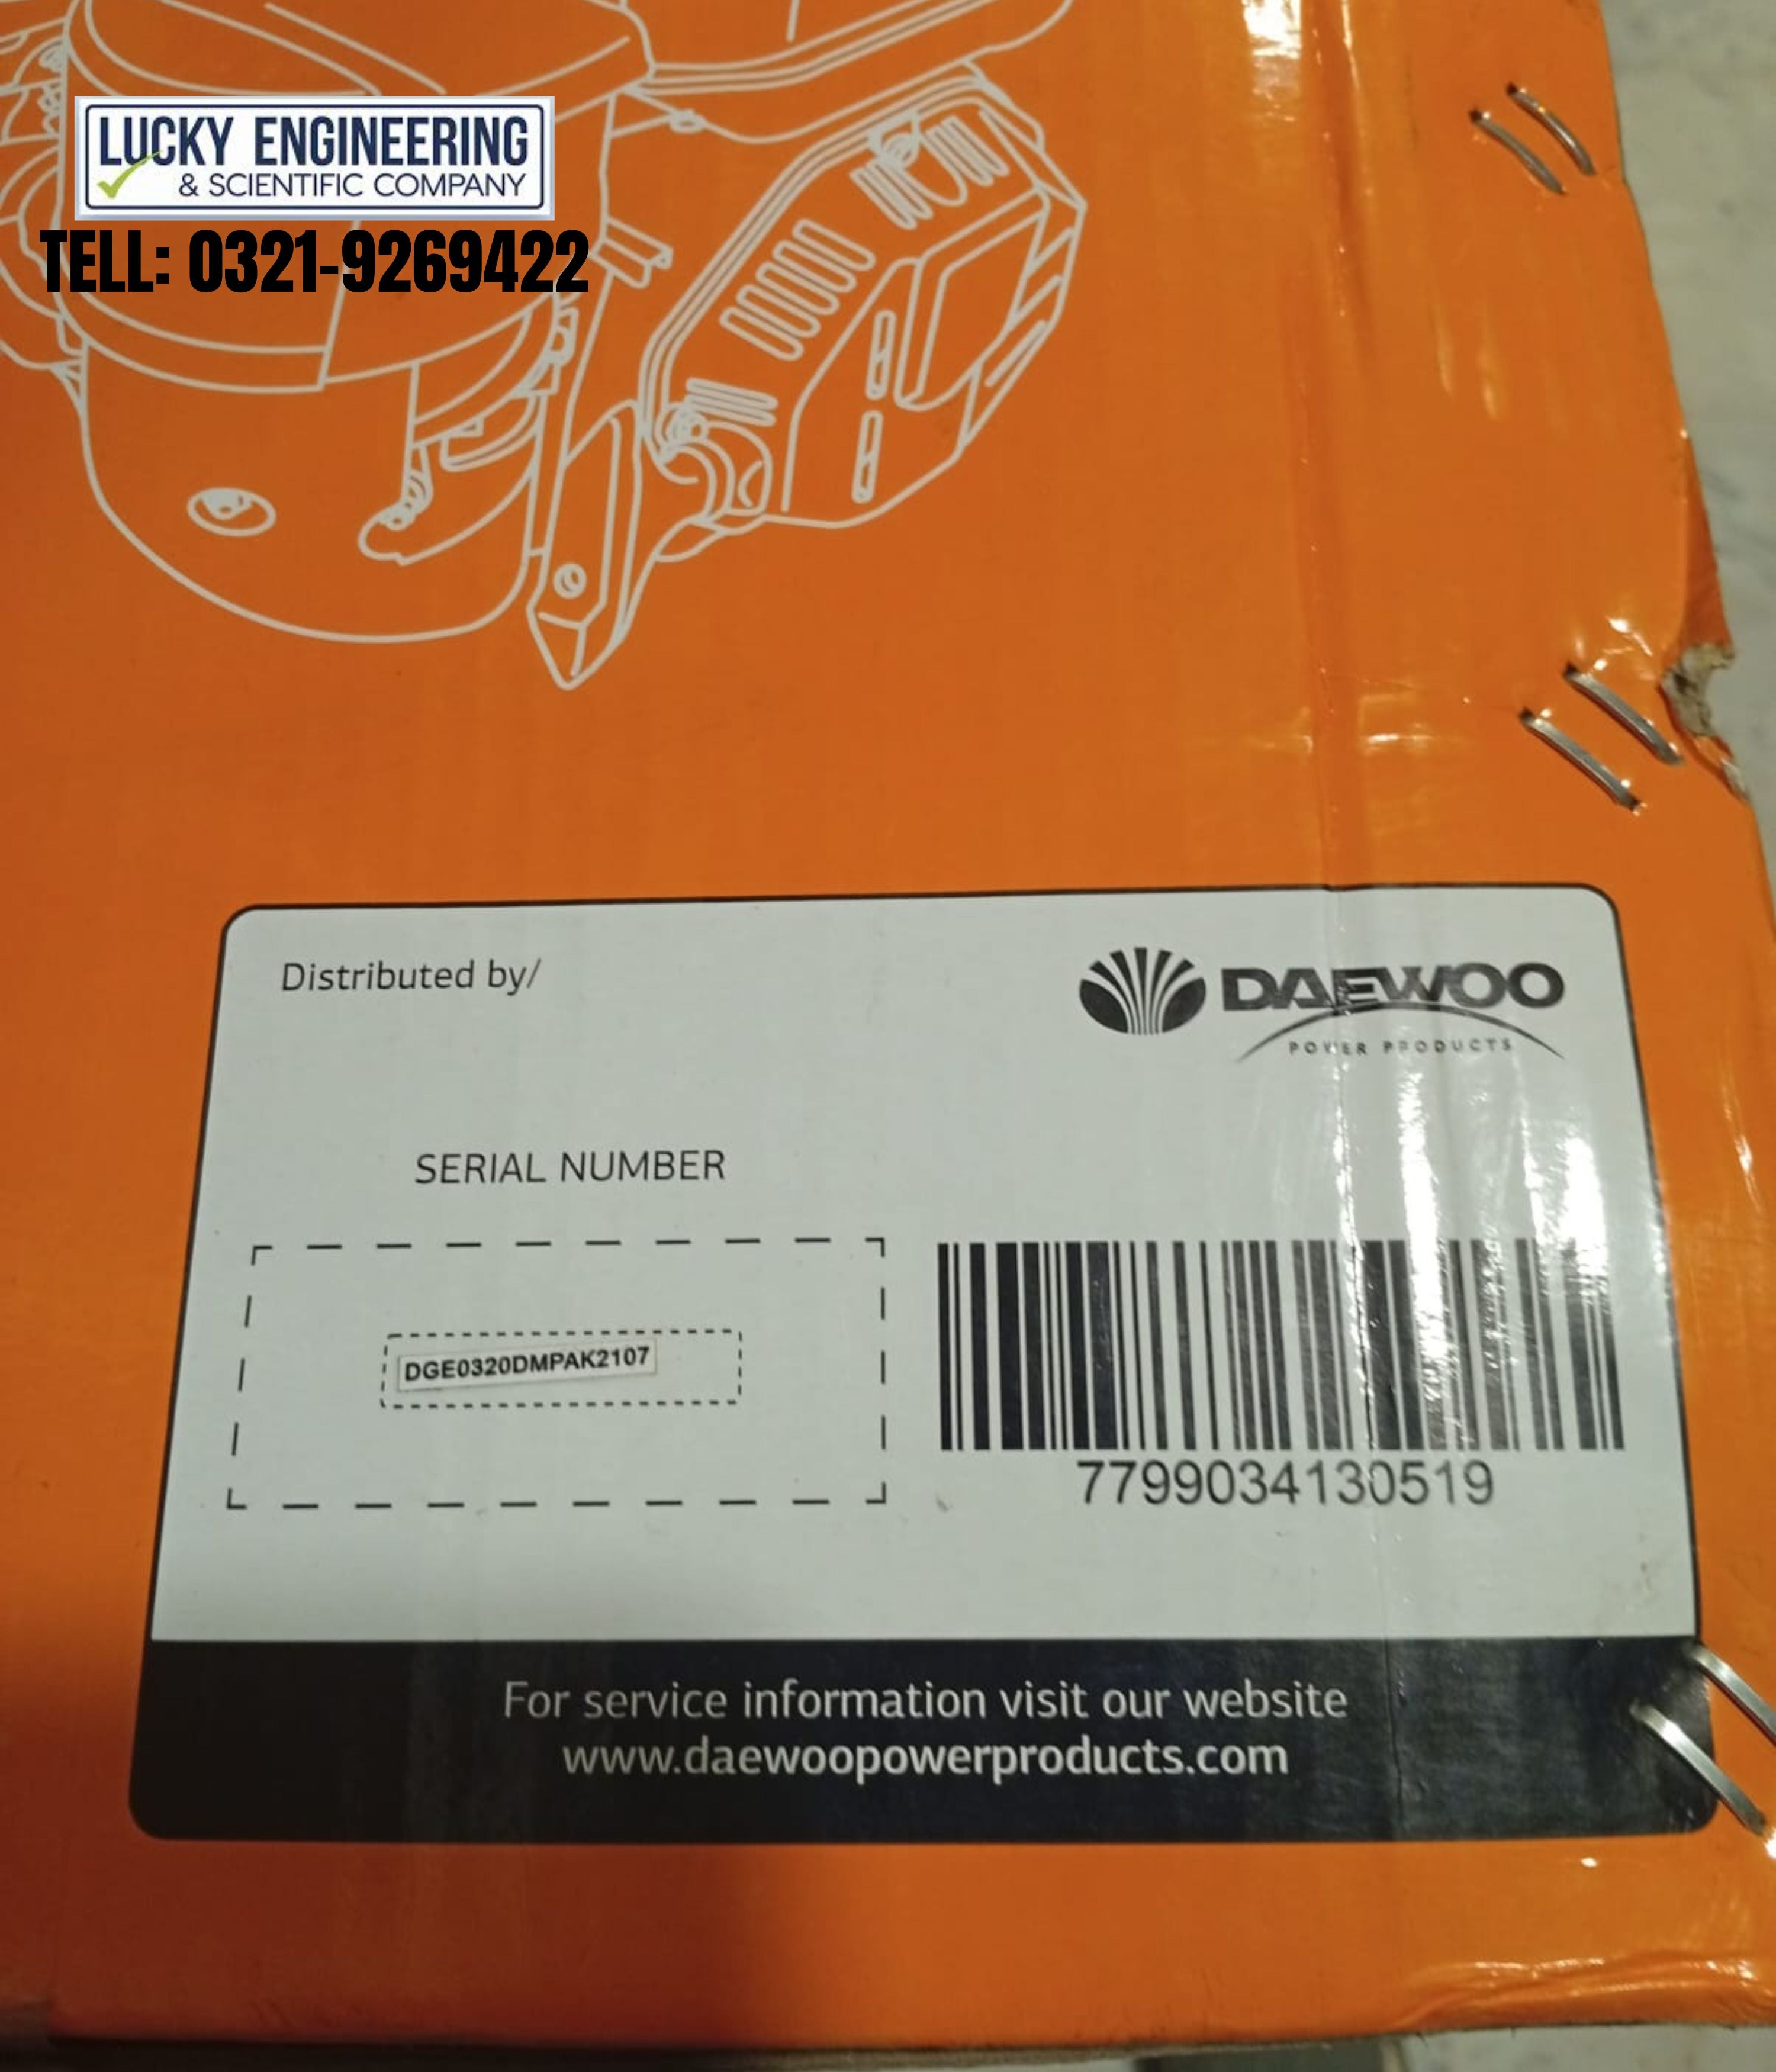 LUCKY ENGINEERING
& SCIENTIFIC COMPANY
TELL: 0321-9269422
Distributed by/
DAEWOO
POWER PRODUCTS
SERIAL NUMBER
DGE0320DMPAK2107
7799034130519
For service information visit our website
www.daewoopowerproducts.com